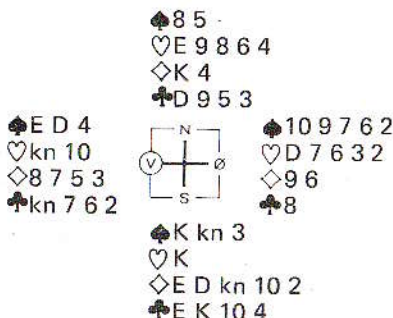 ♠8 5
♡E 9 8 6 4
◇K 4
♣D 9 5 3
♠E D 4
♡kn 10
◇8 7 5 3
♣kn 7 6 2
N
V
Ø
S
♠10 9 7 6 2
♡D 7 6 3 2
◇9 6
♣8
♠K kn 3
♡K
◇E D kn 10 2
♣E K 10 4